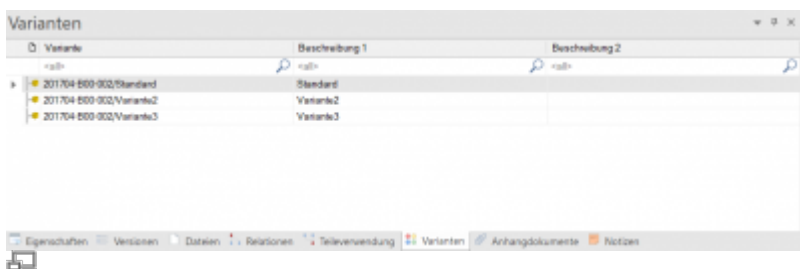 Varianten
Variante Beschreibung 1 Beschreibung 2
<all> <all> <all>
201704-B00-002/Standard Standard
201704-B00-002/Variante2 Variante2
201704-B00-002/Variante3 Variante3
Eigenschaften Versionen Dateien Relationen Teileverwendung Varianten Anhangdokumente Notizen